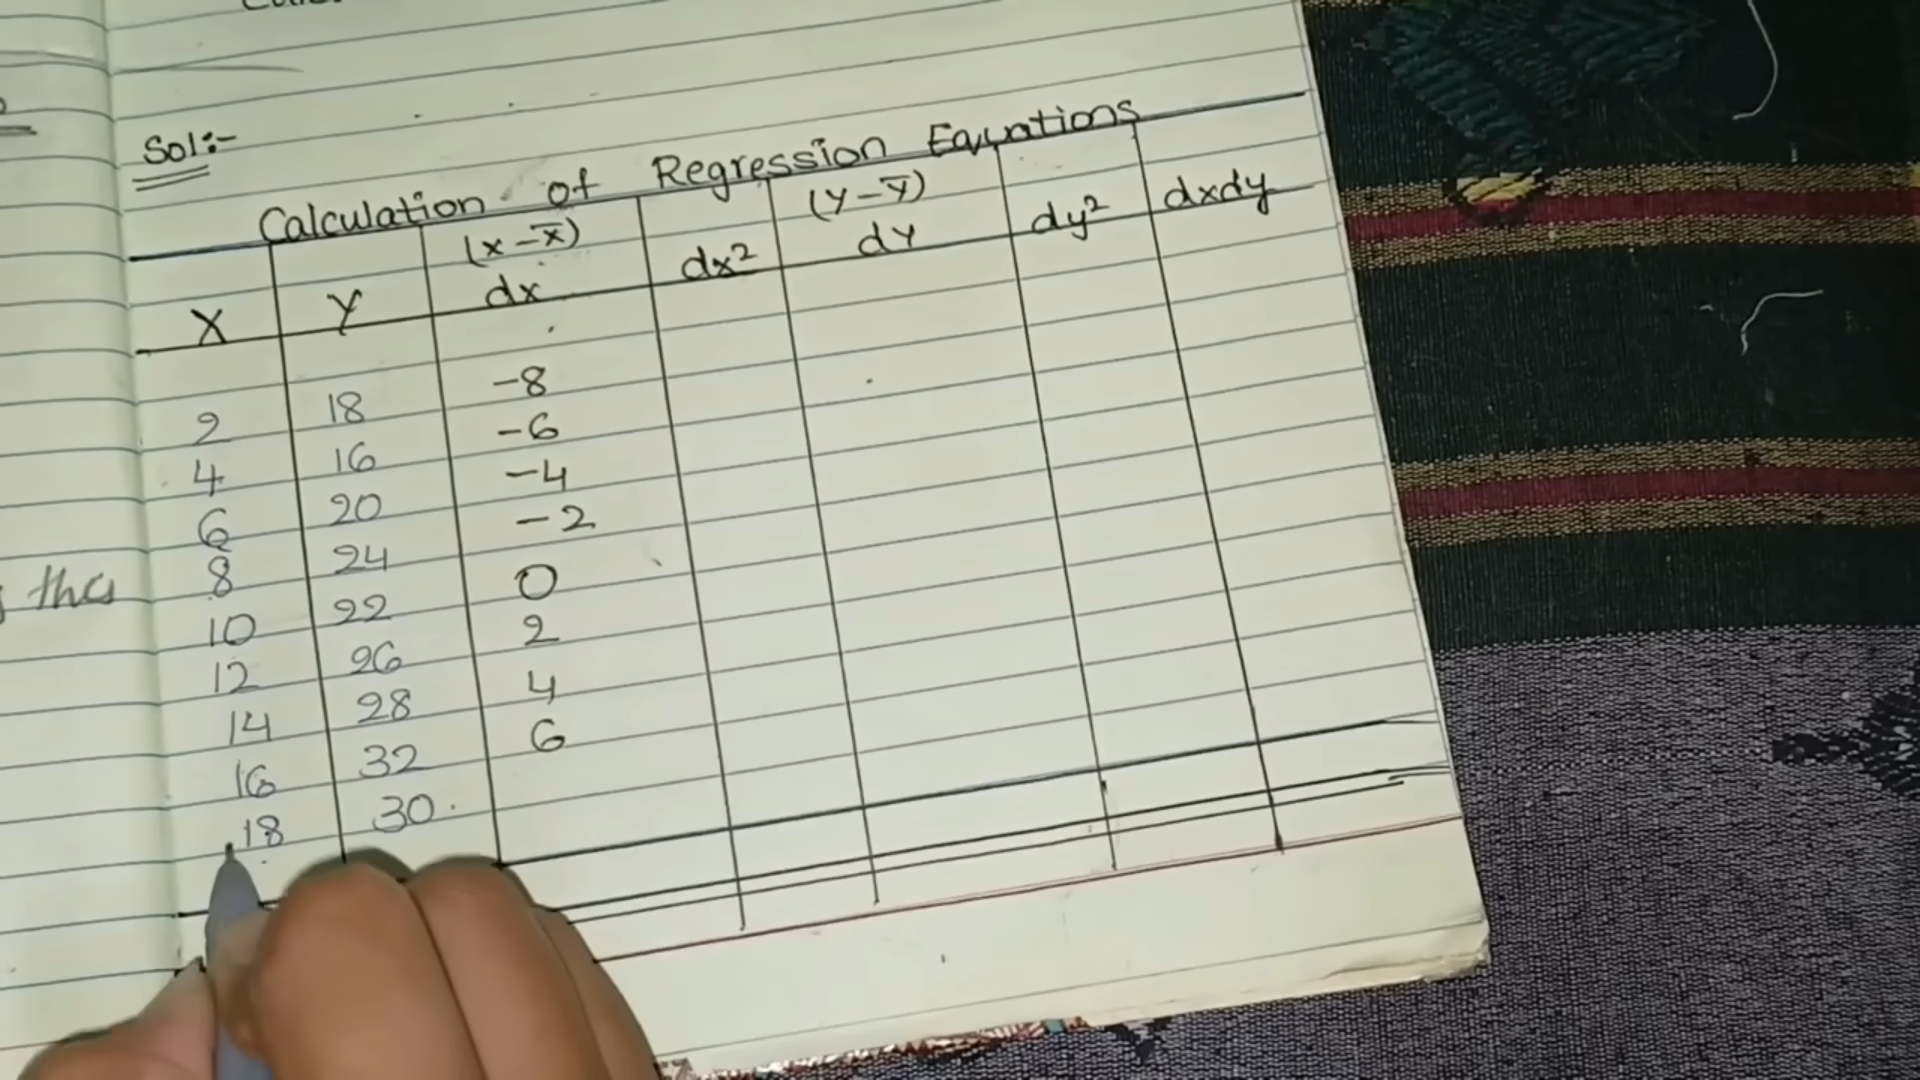 Sol:-
Calculation of Regression Equations
X Y (x-x̄) dx dx² (y-ȳ) dy dy² dxdy
2 18 -8
4 16 -6
6 20 -4
8 24 -2
10 22 0
12 26 2
14 28 4
16 32 6
18 30